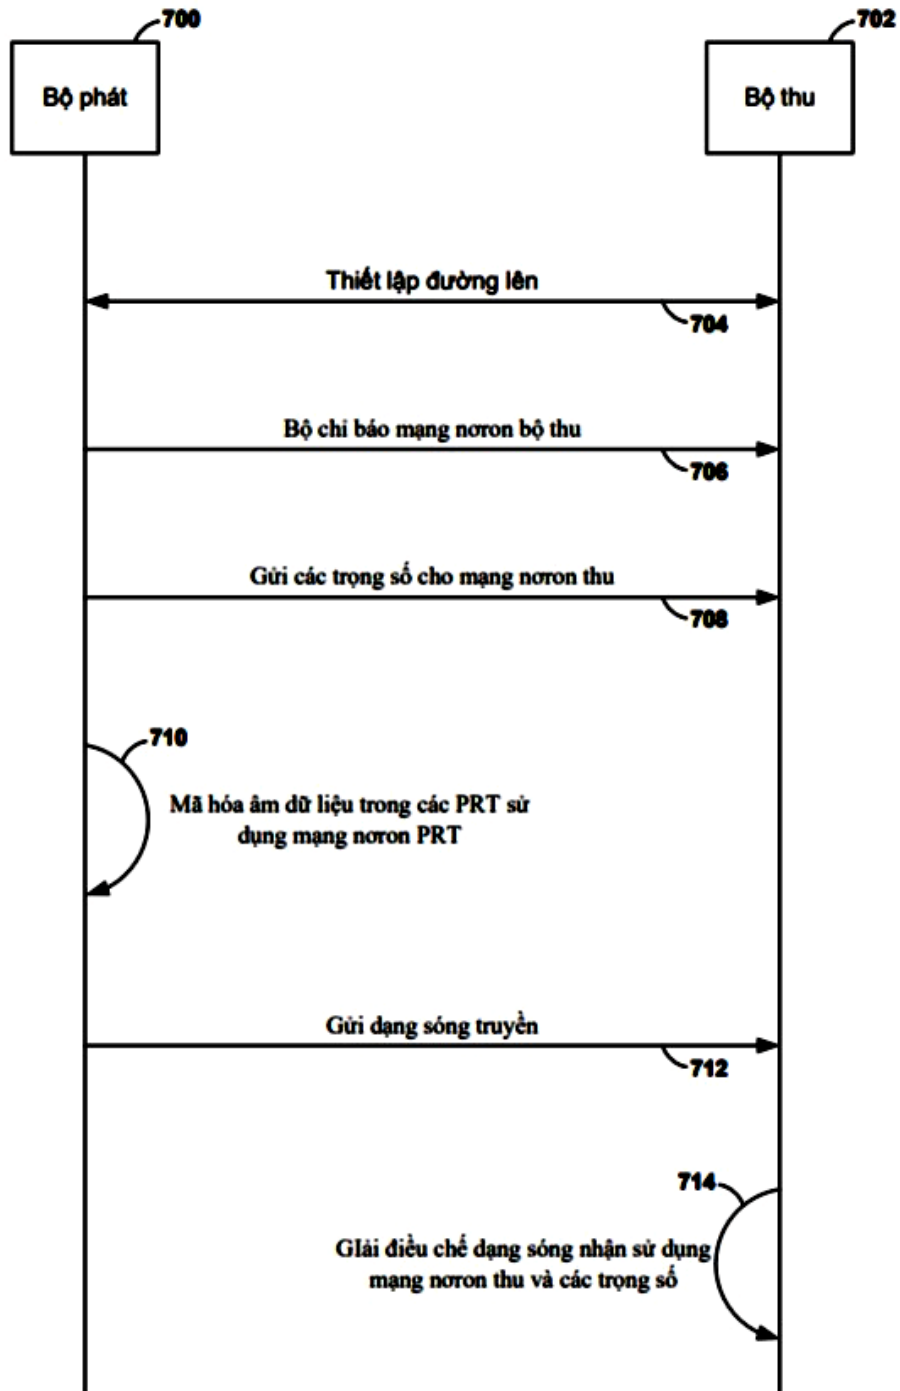 700
702
Bộ phát
Bộ thu
Thiết lập đường lên
704
Bộ chỉ báo mạng nơron bộ thu
706
Gửi các trọng số cho mạng nơron thu
708
710
Mã hóa âm dữ liệu trong các PRT sử
dụng mạng nơron PRT
Gửi dạng sóng truyền
712
714
GIải điều chế dạng sóng nhận sử dụng
mạng nơron thu và các trọng số